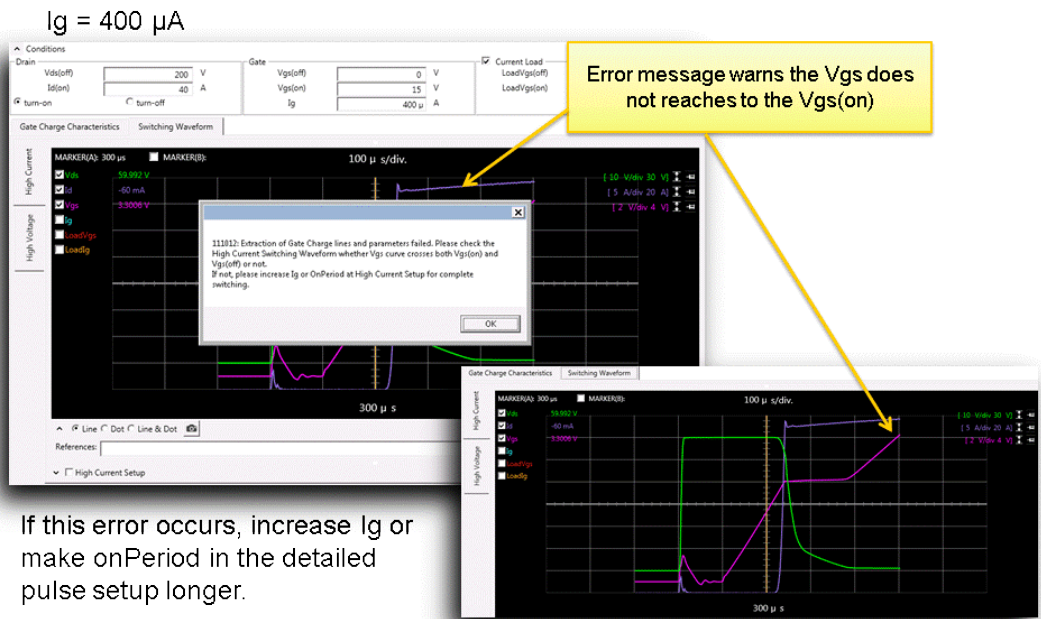 Ig = 400 µA
Conditions
Drain
Vds(off) 200 V
Id(on) 40 A
turn-on turn-off
Gate
Vgs(off) 0 V
Vgs(on) 15 V
Ig 400 µ A
Current Load
LoadVgs(off)
LoadVgs(on)
Error message warns the Vgs does
not reaches to the Vgs(on)
Gate Charge Characteristics Switching Waveform
High Current
High Voltage
MARKER(A): 300 µs MARKER(B): 100 µ s/div.
Vds 59.992 V [ 10 V/div 30 V]
Id -60 mA [ 5 A/div 20 A]
Vgs 3.3006 V [ 2 V/div 4 V]
Ig
LoadVgs
LoadIg
111012: Extraction of Gate Charge lines and parameters failed. Please check the
High Current Switching Waveform whether Vgs curve crosses both Vgs(on) and
Vgs(off) or not.
If not, please increase Ig or OnPeriod at High Current Setup for complete
switching.
OK
300 µ s
Line Dot Line & Dot
References:
High Current Setup
Gate Charge Characteristics Switching Waveform
High Current
High Voltage
MARKER(A): 300 µs MARKER(B): 100 µ s/div.
Vds 59.992 V [ 10 V/div 30 V]
Id -60 mA [ 5 A/div 20 A]
Vgs 3.3006 V [ 2 V/div 4 V]
Ig
LoadVgs
LoadIg
300 µ s
If this error occurs, increase Ig or
make onPeriod in the detailed
pulse setup longer.